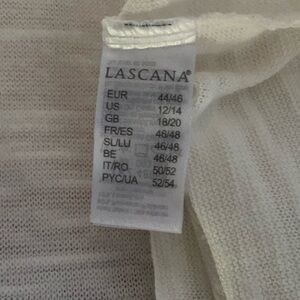 LASCANA®
EUR 44/46
US 12/14
GB 18/20
FR/ES 46/48
SL/LU 46/48
BE 46/48
IT/RO 50/52
РУС/UA 52/54